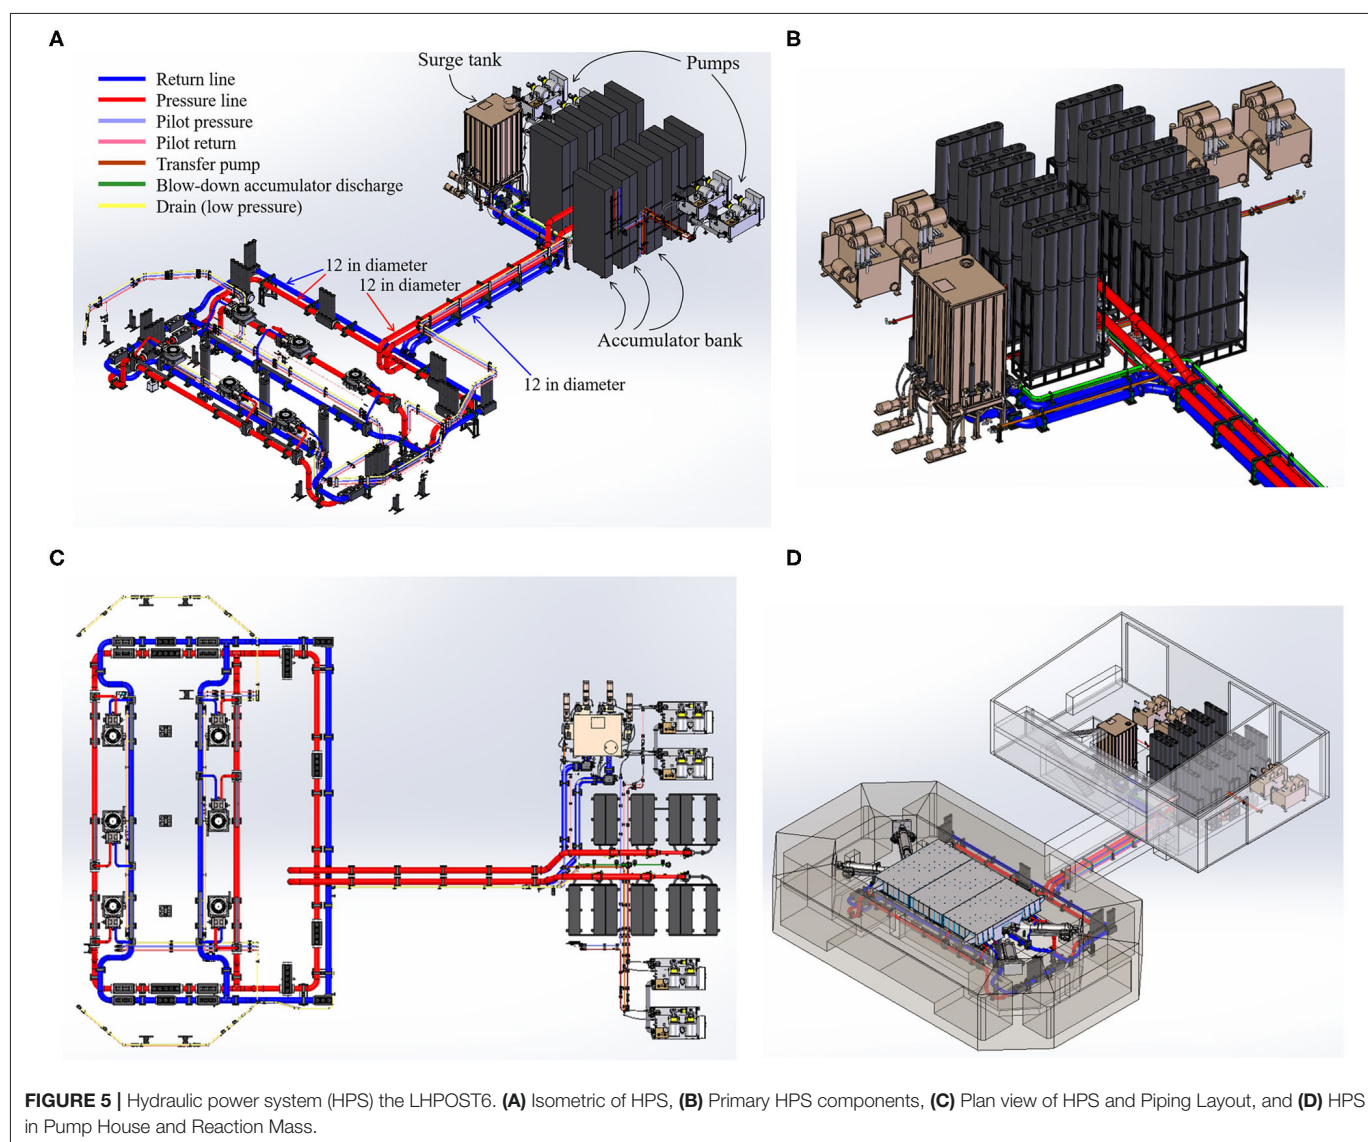 A
Surge tank
Pumps
Return line
Pressure line
Pilot pressure
Pilot return
Transfer pump
Blow-down accumulator discharge
Drain (low pressure)
12 in diameter
12 in diameter
Accumulator bank
12 in diameter
B
C
D
FIGURE 5 | Hydraulic power system (HPS) the LHPOST6. (A) Isometric of HPS, (B) Primary HPS components, (C) Plan view of HPS and Piping Layout, and (D) HPS
in Pump House and Reaction Mass.